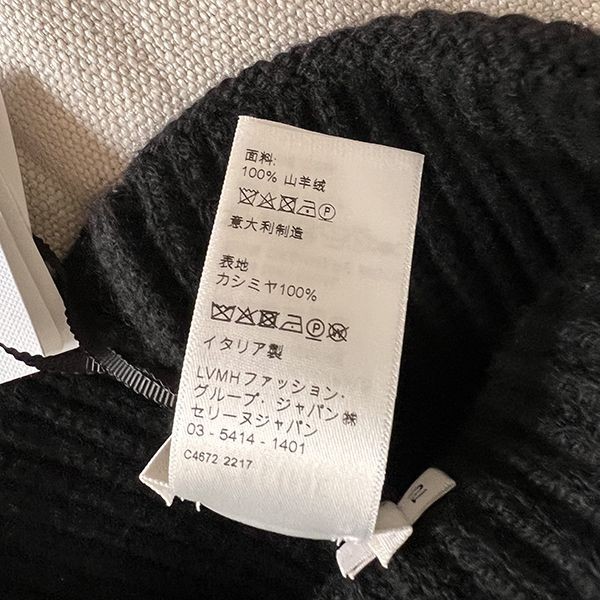 面料:
100% 山羊绒
意大利制造
表地
カシミヤ100%
イタリア製
LVMHファッション・
グループ・ジャパン㈱
セリーヌジャパン
03 - 5414 - 1401
C4672 2217